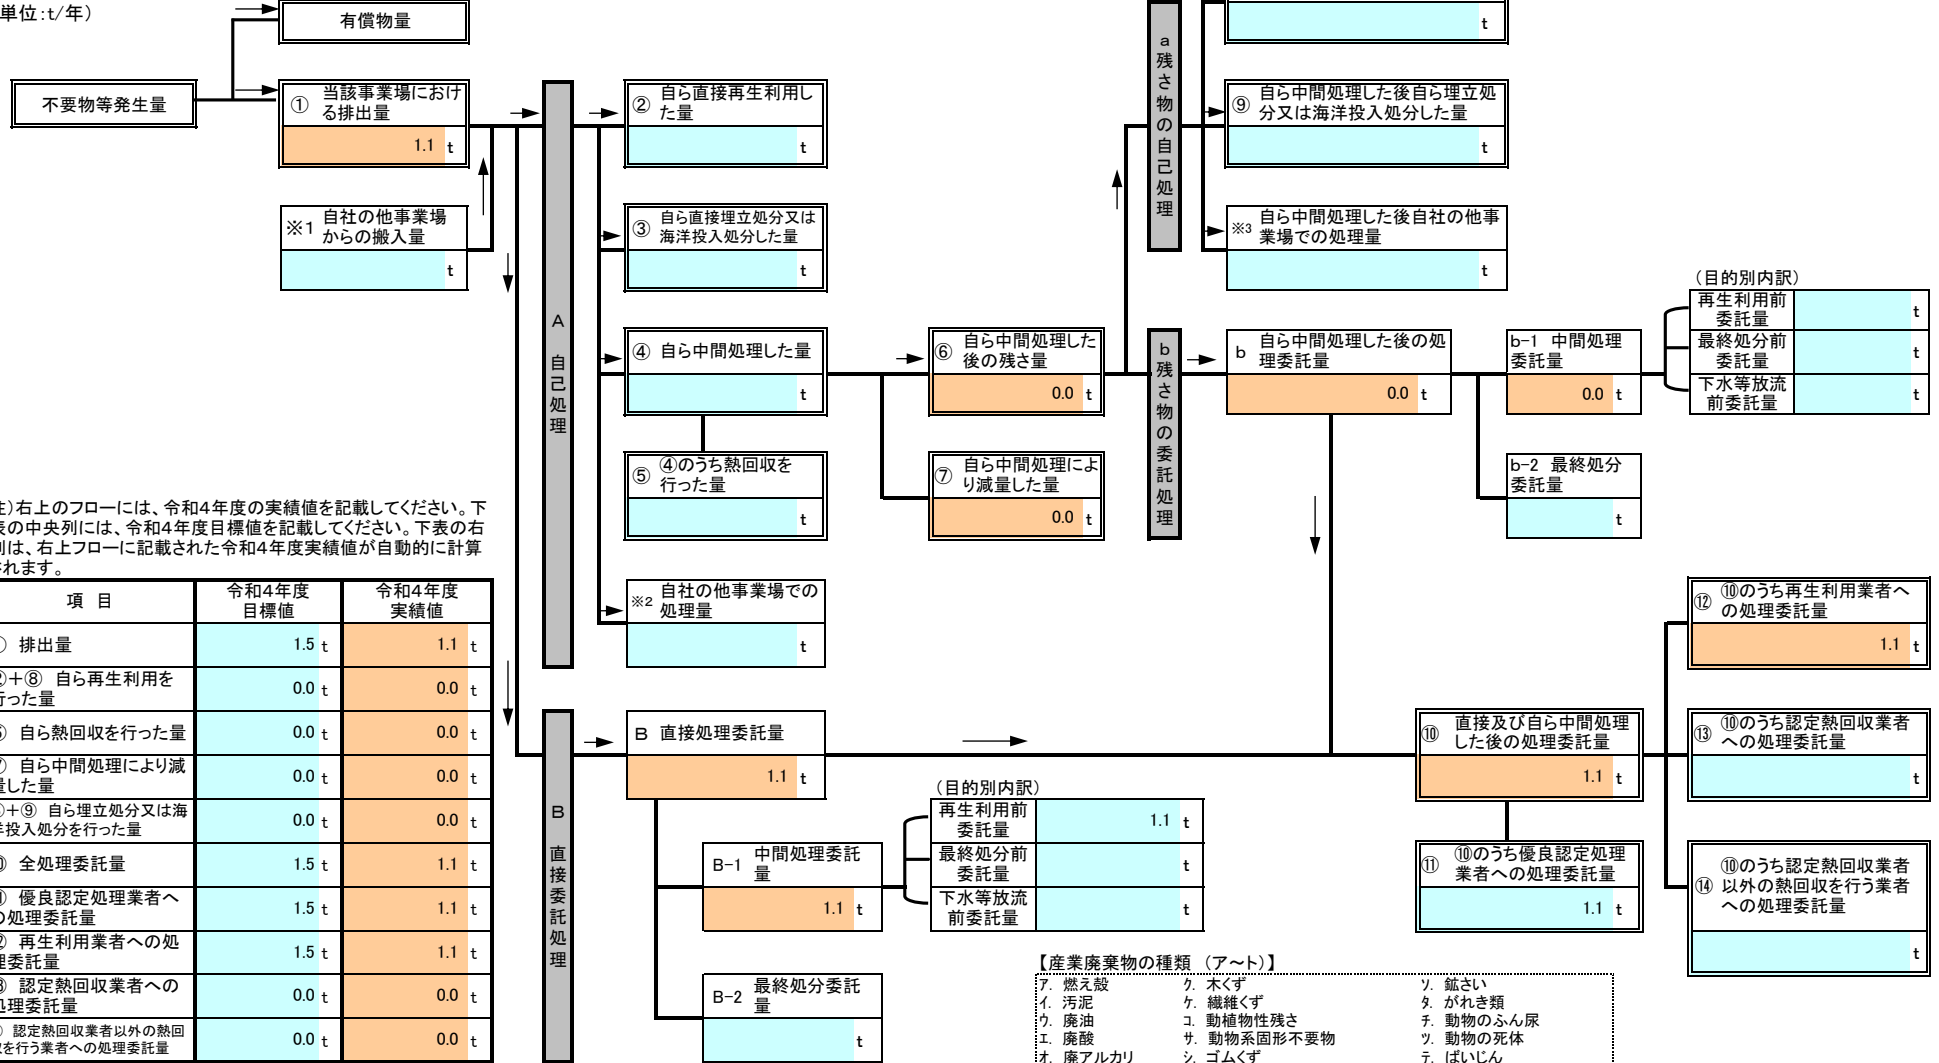 単位:t/年)
有償物量
不要物等発生量
① 当該事業場におけ
る排出量
1.1 t
※1 自社の他事業場
からの搬入量
t
A 自己処理
② 自ら直接再生利用し
た量
t
③ 自ら直接埋立処分又は
海洋投入処分した量
t
④ 自ら中間処理した量
t
⑤ ④のうち熱回収を
行った量
t
※2 自社の他事業場での
処理量
t
⑥ 自ら中間処理した
後の残さ量
0.0 t
⑦ 自ら中間処理によ
り減量した量
0.0 t
a 残さ物の自己処理
t
⑨ 自ら中間処理した後自ら埋立処
分又は海洋投入処分した量
t
※3 自ら中間処理した後自社の他事
業場での処理量
t
b 残さ物の委託処理
b 自ら中間処理した後の処
理委託量
0.0 t
b-1 中間処理
委託量
0.0 t
b-2 最終処分
委託量
t
(目的別内訳)
再生利用前
委託量
t
最終処分前
委託量
t
下水等放流
前委託量
t
注)右上のフローには、令和4年度の実績値を記載してください。下
表の中央列には、令和4年度目標値を記載してください。下表の右
列は、右上フローに記載された令和4年度実績値が自動的に計算
されます。
項 目
令和4年度
目標値
令和4年度
実績値
排出量 1.5 t 1.1 t
②+⑧ 自ら再生利用を
行った量 0.0 t 0.0 t
自ら熱回収を行った量 0.0 t 0.0 t
自ら中間処理により減
量した量 0.0 t 0.0 t
+⑨ 自ら埋立処分又は海
洋投入処分を行った量 0.0 t 0.0 t
全処理委託量 1.5 t 1.1 t
優良認定処理業者へ
の処理委託量 1.5 t 1.1 t
再生利用業者への処
理委託量 1.5 t 1.1 t
認定熱回収業者への
処理委託量 0.0 t 0.0 t
認定熱回収業者以外の熱回
収を行う業者への処理委託量 0.0 t 0.0 t
B 直接委託処理
B 直接処理委託量
1.1 t
B-1 中間処理委託
量
1.1 t
B-2 最終処分委託
量
t
(目的別内訳)
再生利用前
委託量
1.1 t
最終処分前
委託量
t
下水等放流
前委託量
t
⑩ 直接及び自ら中間処理
した後の処理委託量
1.1 t
⑪ ⑩のうち優良認定処理
業者への処理委託量
1.1 t
⑫ ⑩のうち再生利用業者へ
の処理委託量
1.1 t
⑬ ⑩のうち認定熱回収業者
への処理委託量
t
⑭ ⑩のうち認定熱回収業者
以外の熱回収を行う業者
への処理委託量
t
【産業廃棄物の種類 (ア～ト)】
ア. 燃え殻 ク. 木くず ソ. 鉱さい
イ. 汚泥 ケ. 繊維くず タ. がれき類
ウ. 廃油 コ. 動植物性残さ チ. 動物のふん尿
エ. 廃酸 サ. 動物系固形不要物 ツ. 動物の死体
オ. 廃アルカリ シ. ゴムくず テ. ばいじん